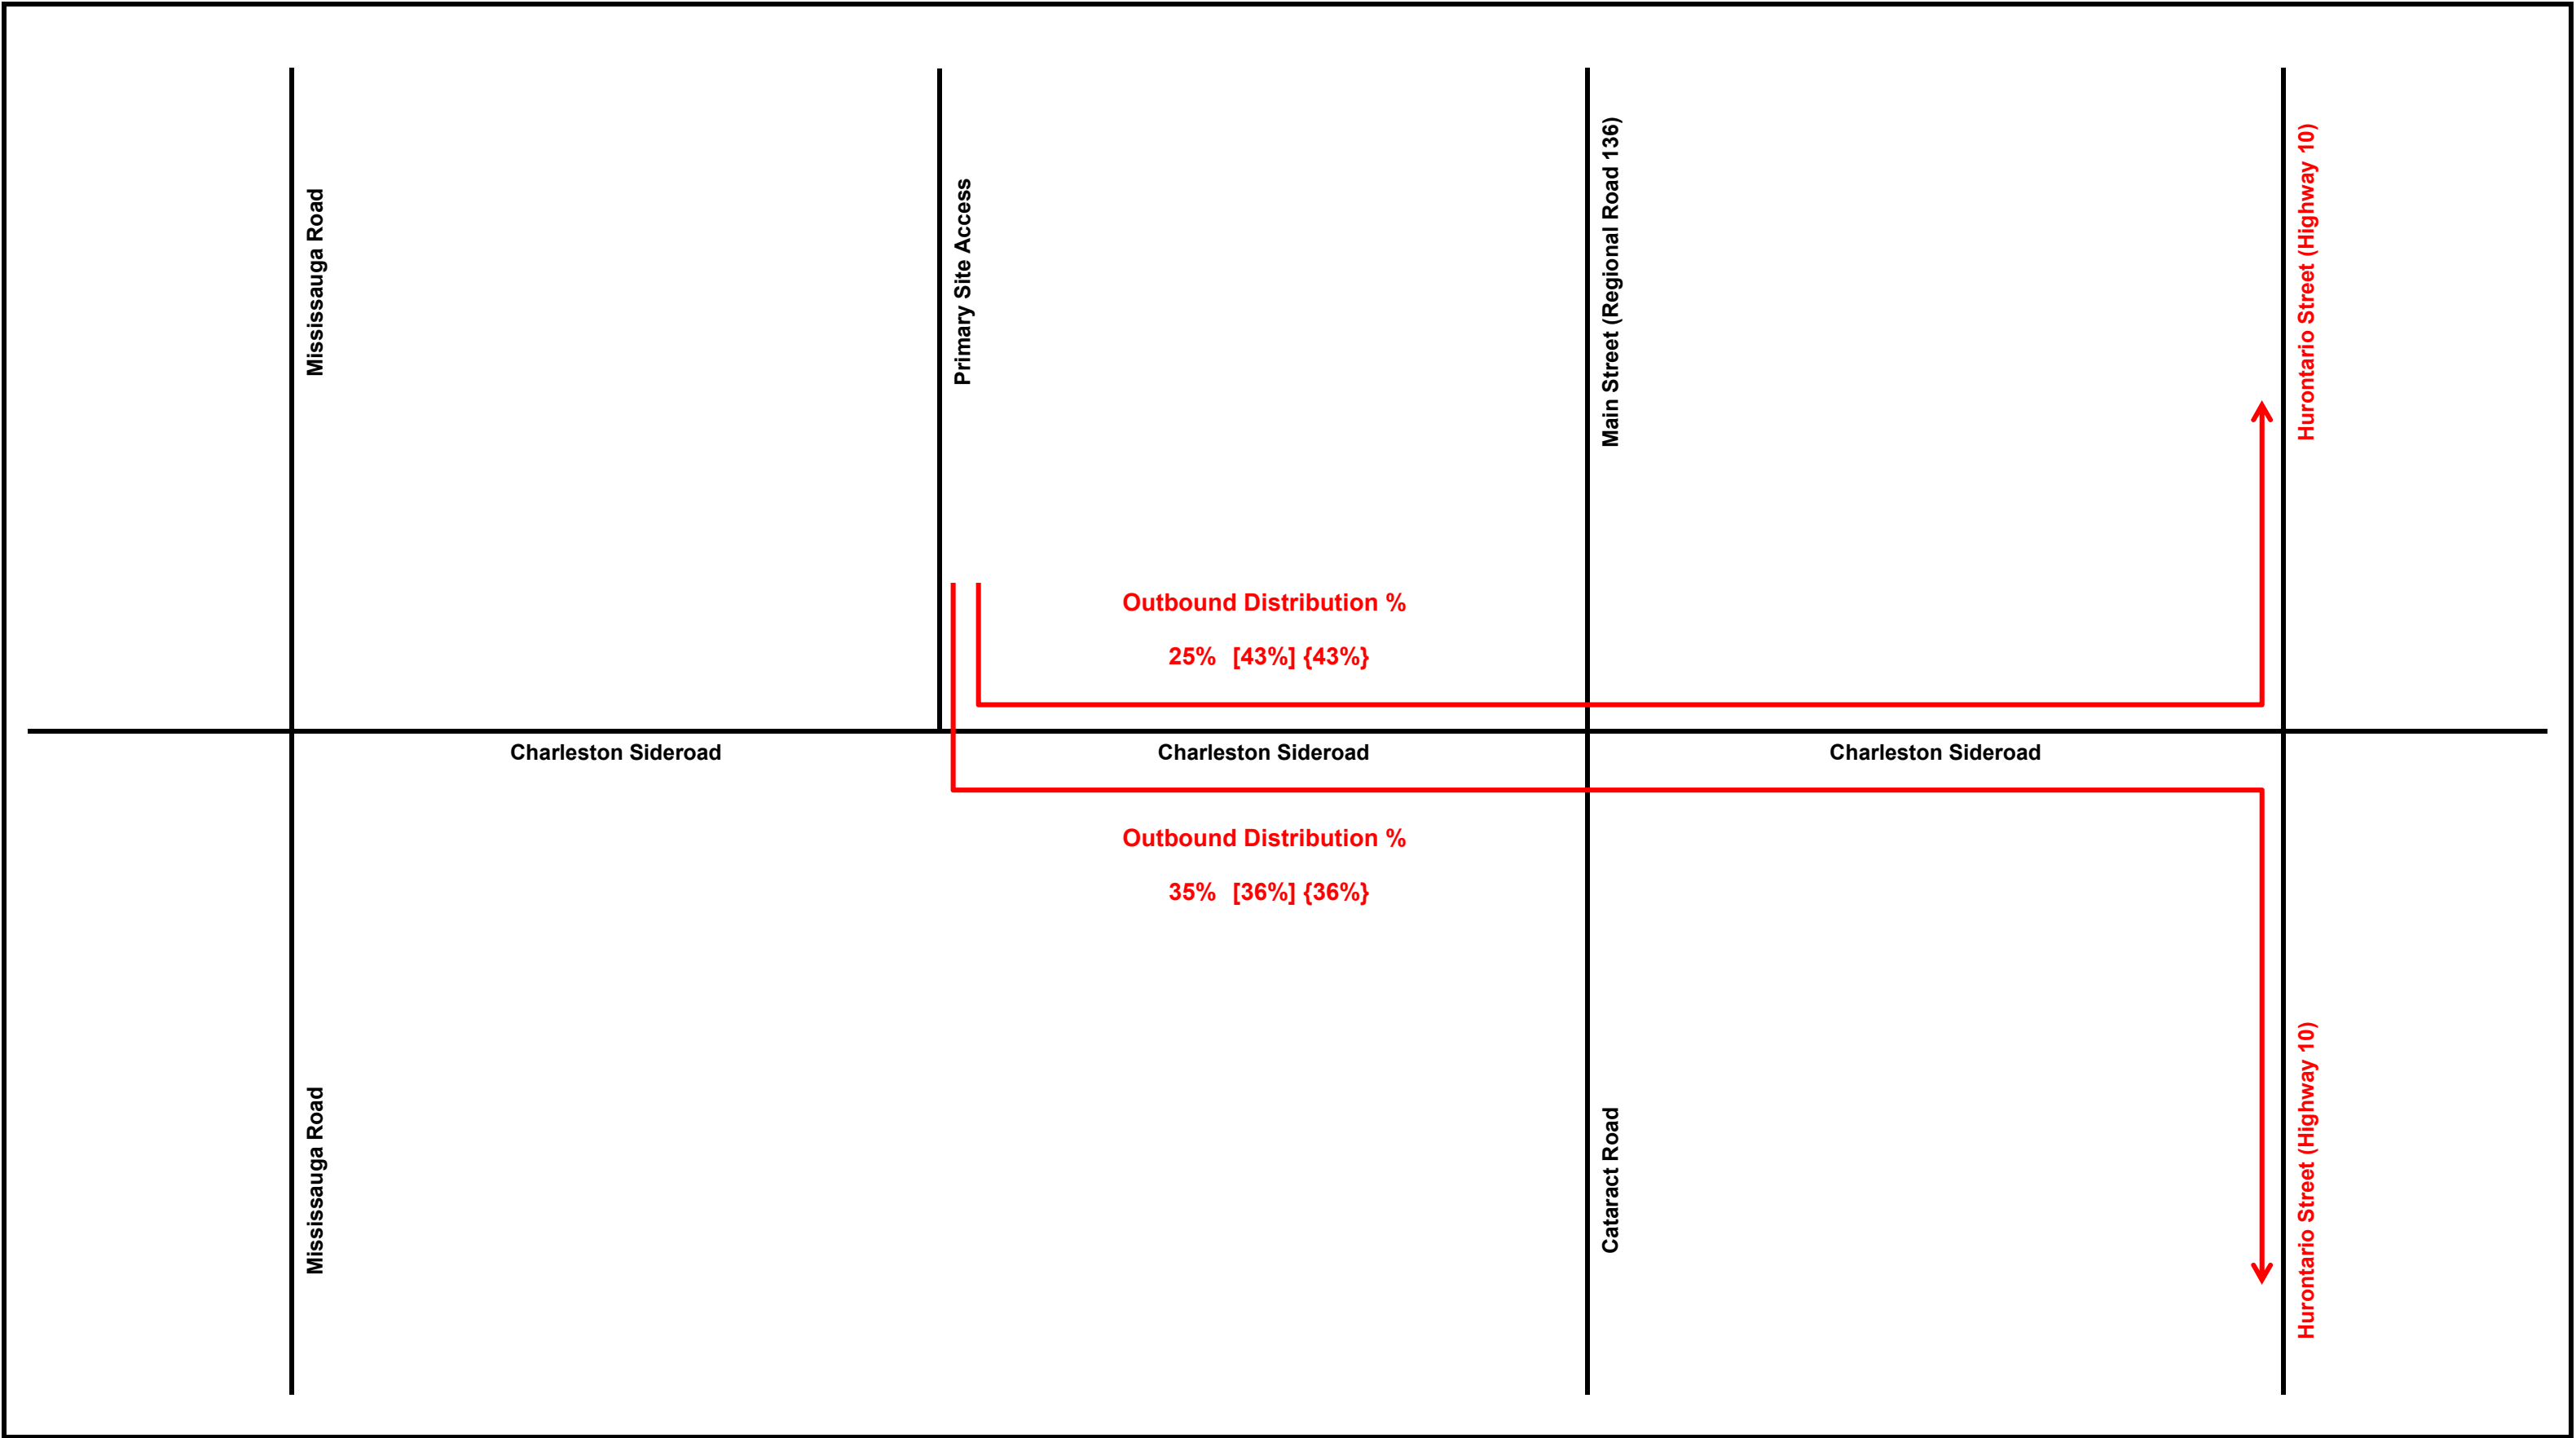 Mississauga Road
Primary Site Access
Main Street (Regional Road 136)
Hurontario Street (Highway 10)
Outbound Distribution %
25% [43%] {43%}
Charleston Sideroad
Charleston Sideroad
Charleston Sideroad
Outbound Distribution %
35% [36%] {36%}
Mississauga Road
Cataract Road
Hurontario Street (Highway 10)